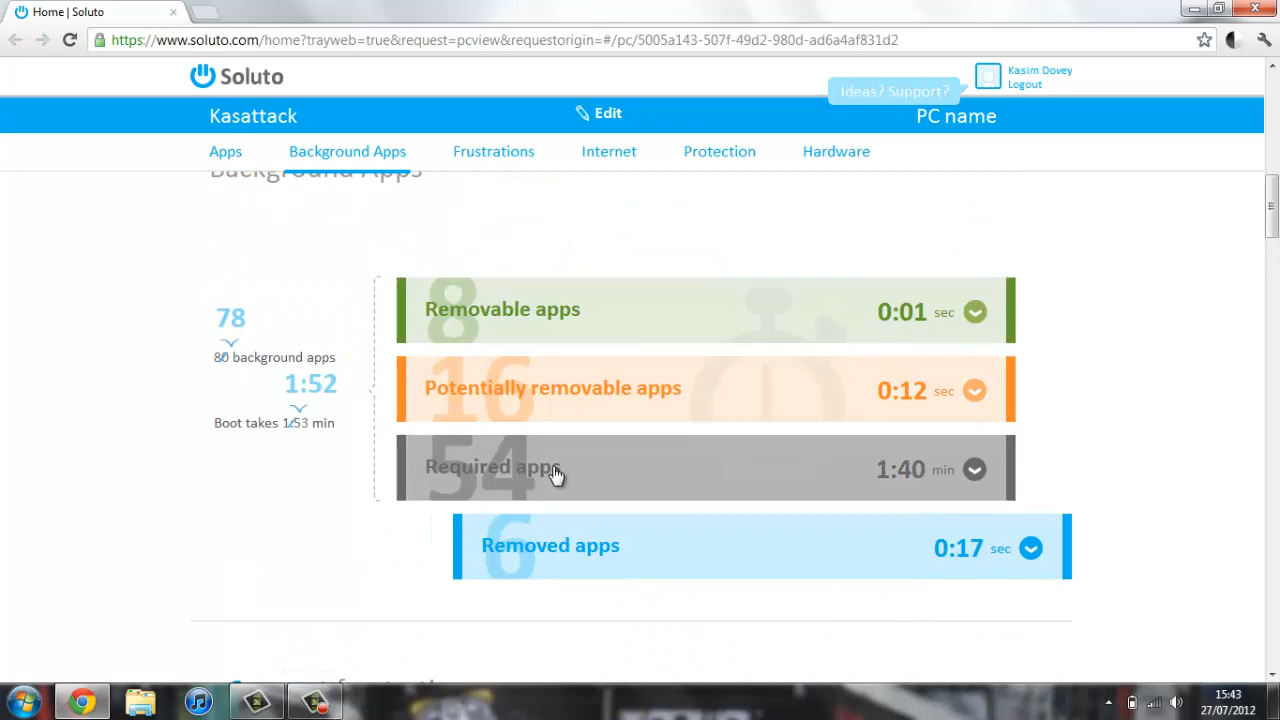 Home | Soluto
https://www.soluto.com/home?trayweb=true&request=pcview&requestorigin=#/pc/5005a143-507f-49d2-980d-ad6a4af831d2
Soluto
Ideas? Support?
Kasim Dovey
Logout
Kasattack
Edit
PC name
Apps
Background Apps
Frustrations
Internet
Protection
Hardware
Background Apps
8
Removable apps
0:01 sec
78
80 background apps
16
Potentially removable apps
0:12 sec
1:52
Boot takes 1:53 min
54
Required apps
1:40 min
6
Removed apps
0:17 sec
15:43
27/07/2012